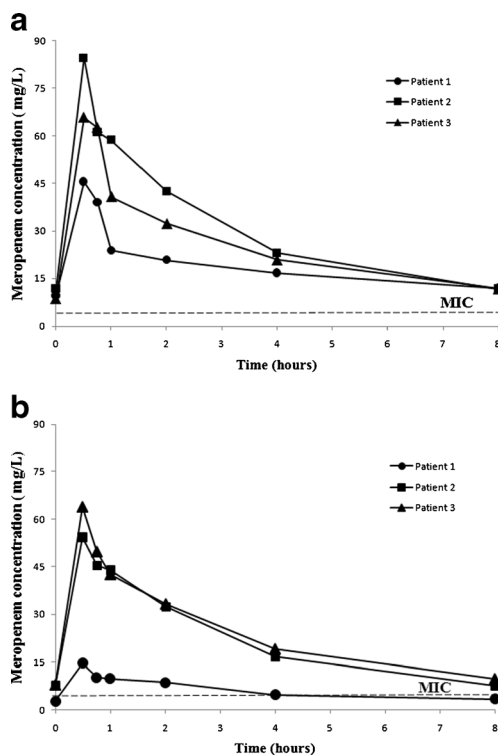 a
Meropenem concentration ( mg/L)
90
75
60
45
30
15
0
Patient 1
Patient 2
Patient 3
MIC
0 1 2 3 4 5 6 7 8
Time (hours)
b
Meropenem concentration ( mg/L)
90
75
60
45
30
15
0
Patient 1
Patient 2
Patient 3
MIC
0 1 2 3 4 5 6 7 8
Time (hours)